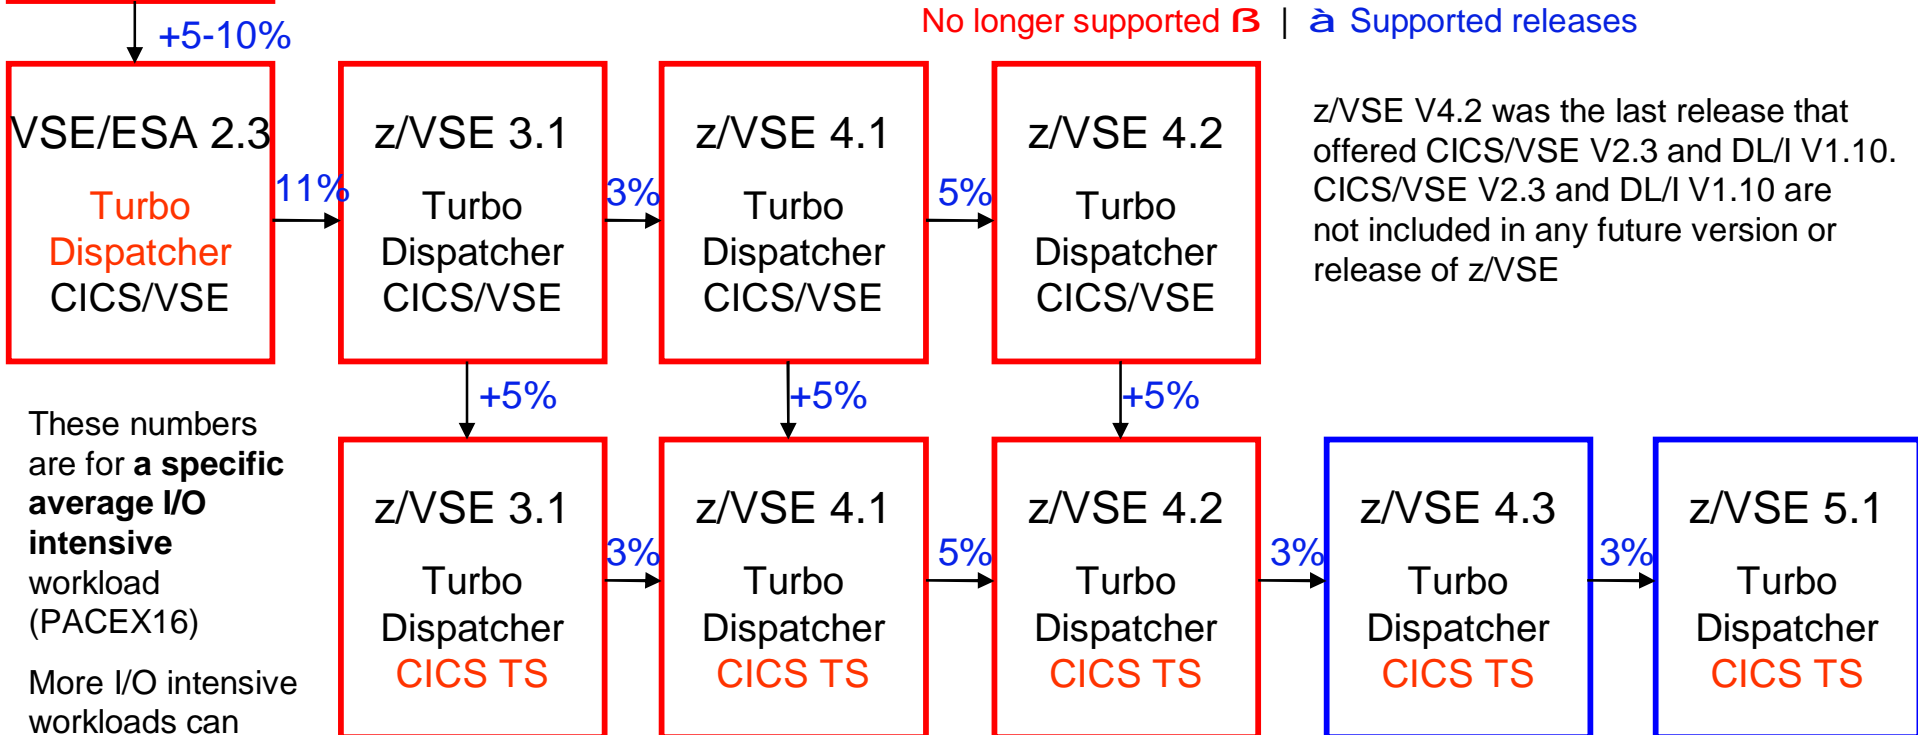 No longer supported ß | à Supported releases
+5-10%
VSE/ESA 2.3
Turbo
Dispatcher
CICS/VSE
11%
z/VSE 3.1
Turbo
Dispatcher
CICS/VSE
3%
z/VSE 4.1
Turbo
Dispatcher
CICS/VSE
5%
z/VSE 4.2
Turbo
Dispatcher
CICS/VSE
z/VSE V4.2 was the last release that
offered CICS/VSE V2.3 and DL/I V1.10.
CICS/VSE V2.3 and DL/I V1.10 are
not included in any future version or
release of z/VSE
+5%
+5%
+5%
These numbers
are for a specific
average I/O
intensive
workload
(PACEX16)
More I/O intensive
workloads can
z/VSE 3.1
Turbo
Dispatcher
CICS TS
3%
z/VSE 4.1
Turbo
Dispatcher
CICS TS
5%
z/VSE 4.2
Turbo
Dispatcher
CICS TS
3%
z/VSE 4.3
Turbo
Dispatcher
CICS TS
3%
z/VSE 5.1
Turbo
Dispatcher
CICS TS